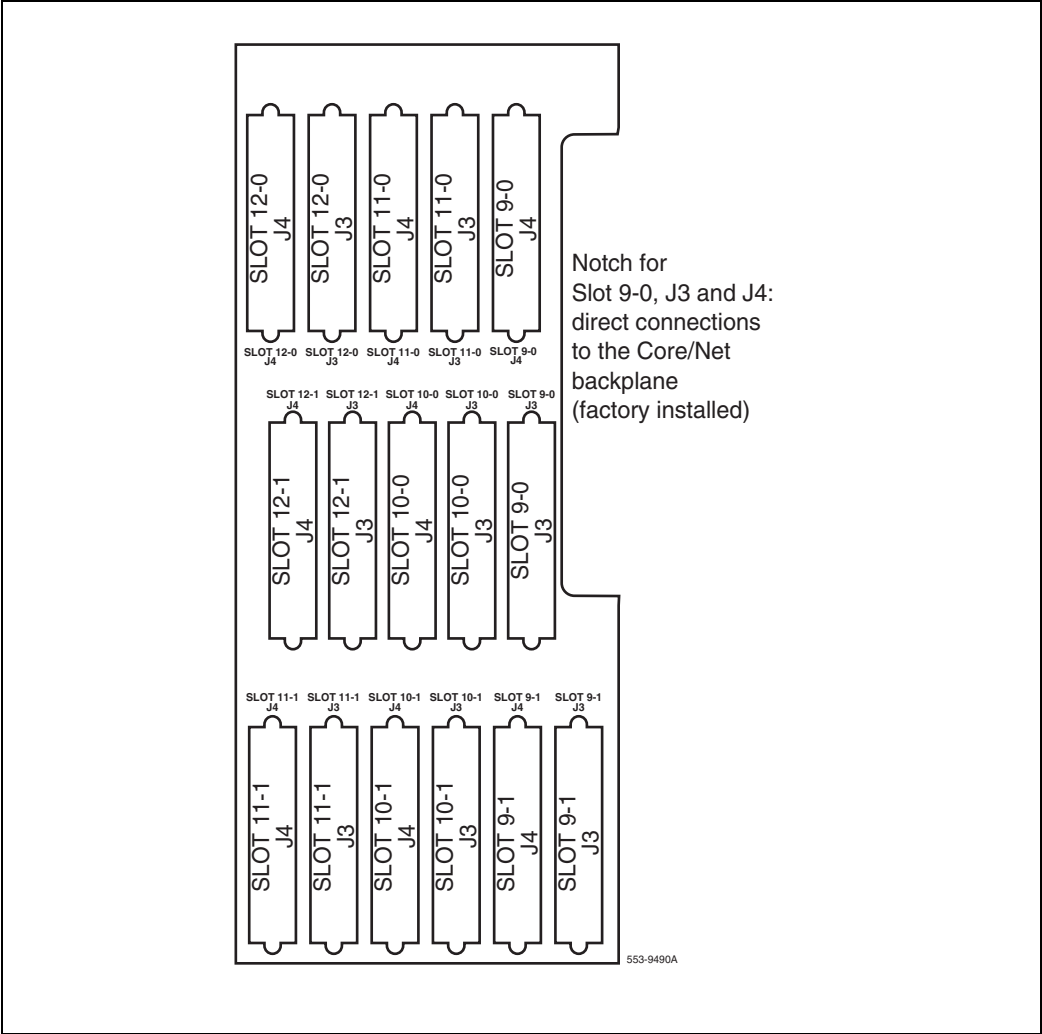 SLOT 12-0
J4
SLOT 12-0
J3
SLOT 11-0
J4
SLOT 11-0
J3
SLOT 9-0
J4
SLOT 12-0
J4
SLOT 12-0
J3
SLOT 11-0
J4
SLOT 11-0
J3
SLOT 9-0
J4
Notch for
Slot 9-0, J3 and J4:
direct connections
to the Core/Net
backplane
(factory installed)
SLOT 12-1
J4
SLOT 12-1
J3
SLOT 10-0
J4
SLOT 10-0
J3
SLOT 9-0
J3
SLOT 12-1
J4
SLOT 12-1
J3
SLOT 10-0
J4
SLOT 10-0
J3
SLOT 9-0
J3
SLOT 11-1
J4
SLOT 11-1
J3
SLOT 10-1
J4
SLOT 10-1
J3
SLOT 9-1
J4
SLOT 9-1
J3
SLOT 11-1
J4
SLOT 11-1
J3
SLOT 10-1
J4
SLOT 10-1
J3
SLOT 9-1
J4
SLOT 9-1
J3
553-9490A